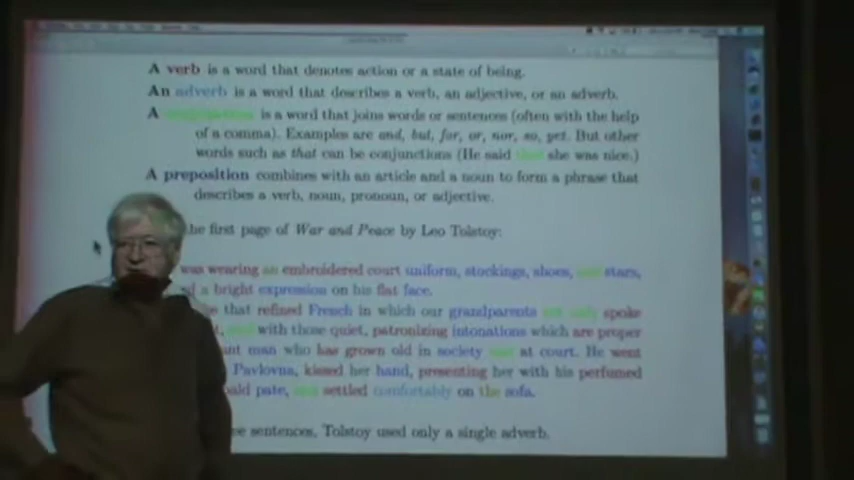 A verb is a word that denotes action or a state of being.
An adverb is a word that describes a verb, an adjective, or an adverb.
A conjunction is a word that joins words or sentences (often with the help
of a comma). Examples are and, but, for, or, nor, so, yet. But other
words such as that can be conjunctions (He said that she was nice.)
A preposition combines with an article and a noun to form a phrase that
describes a verb, noun, pronoun, or adjective.
he first page of War and Peace by Leo Tolstoy:
was wearing an embroidered court uniform, stockings, shoes, and stars,
a bright expression on his flat face.
that refined French in which our grandparents not only spoke
with those quiet, patronizing intonations which are proper
man who has grown old in society and at court. He went
Pavlovna, kissed her hand, presenting her with his perfumed
bald pate, and settled comfortably on the sofa.
ee sentences, Tolstoy used only a single adverb.